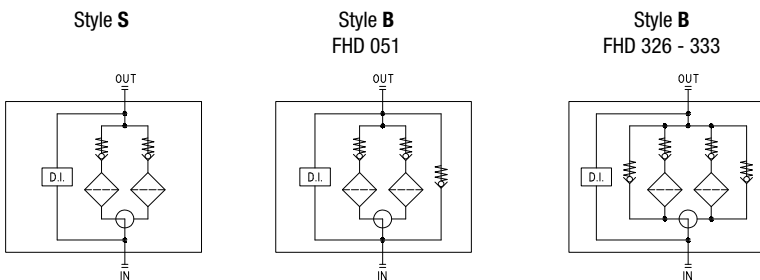 Style S
OUT
D.I.
IN
Style B
FHD 051
OUT
D.I.
IN
Style B
FHD 326 - 333
OUT
D.I.
IN